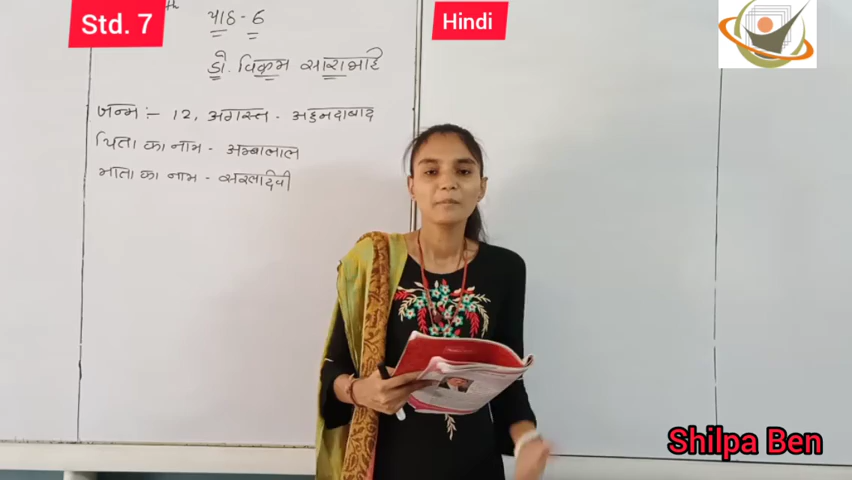 Std. 7
Hindi
પાઠ - 6
डॉ. विक्रम साराभाई
जन्म :- 12, अगस्त - अहमदाबाद
पिता का नाम - अम्बालाल
माता का नाम - सरलादेवी
Shilpa Ben